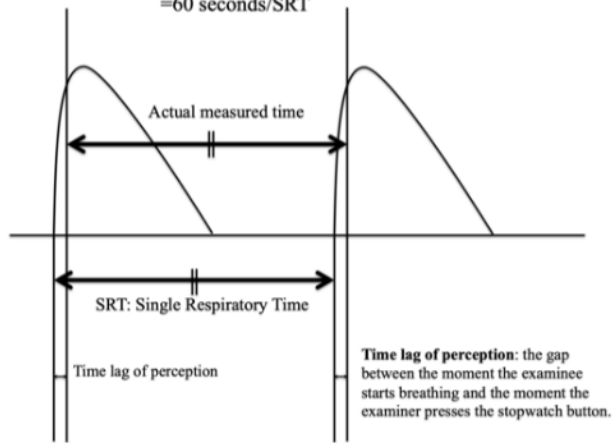 =60 seconds/SRT
Actual measured time
SRT: Single Respiratory Time
Time lag of perception
Time lag of perception: the gap
between the moment the examinee
starts breathing and the moment the
examiner presses the stopwatch button.